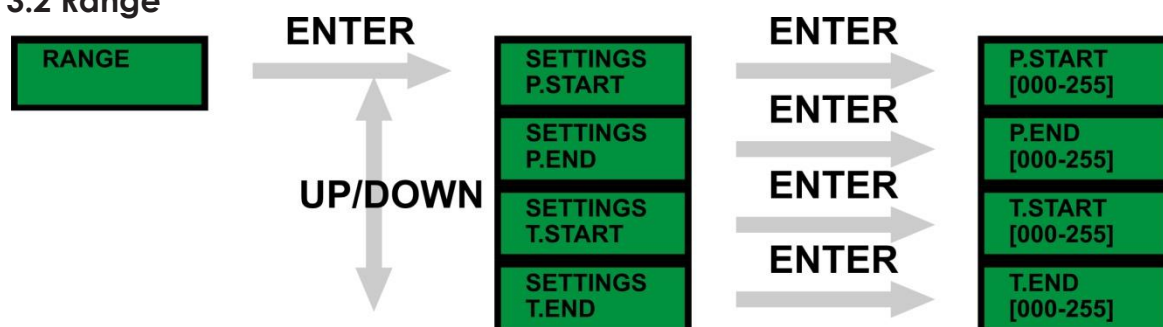 3.2 Range
ENTER
ENTER
RANGE
SETTINGS
P.START
P.START
[000-255]
ENTER
SETTINGS
P.END
P.END
[000-255]
UP/DOWN
ENTER
SETTINGS
T.START
T.START
[000-255]
ENTER
SETTINGS
T.END
T.END
[000-255]